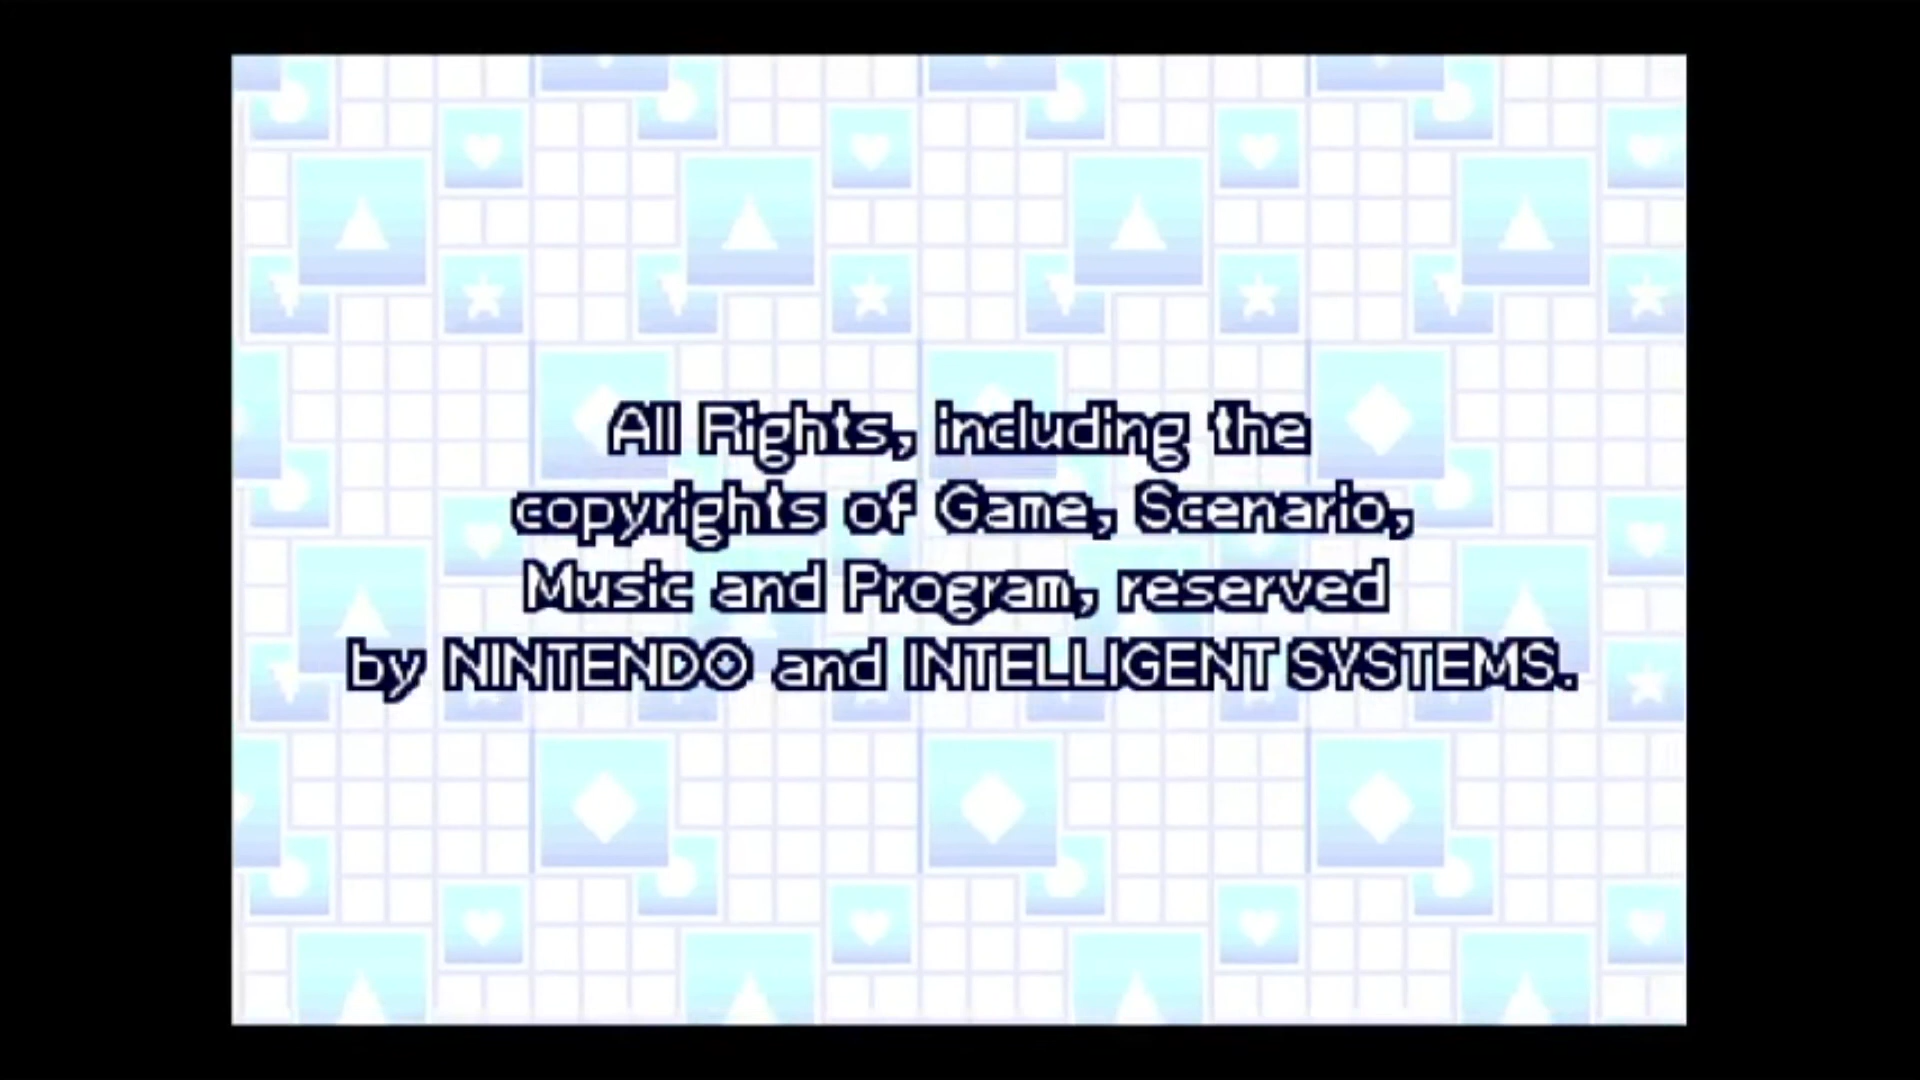 All Rights, including the
copyrights of Game, Scenario,
Music and Program, reserved
by NINTENDO and INTELLIGENT SYSTEMS.